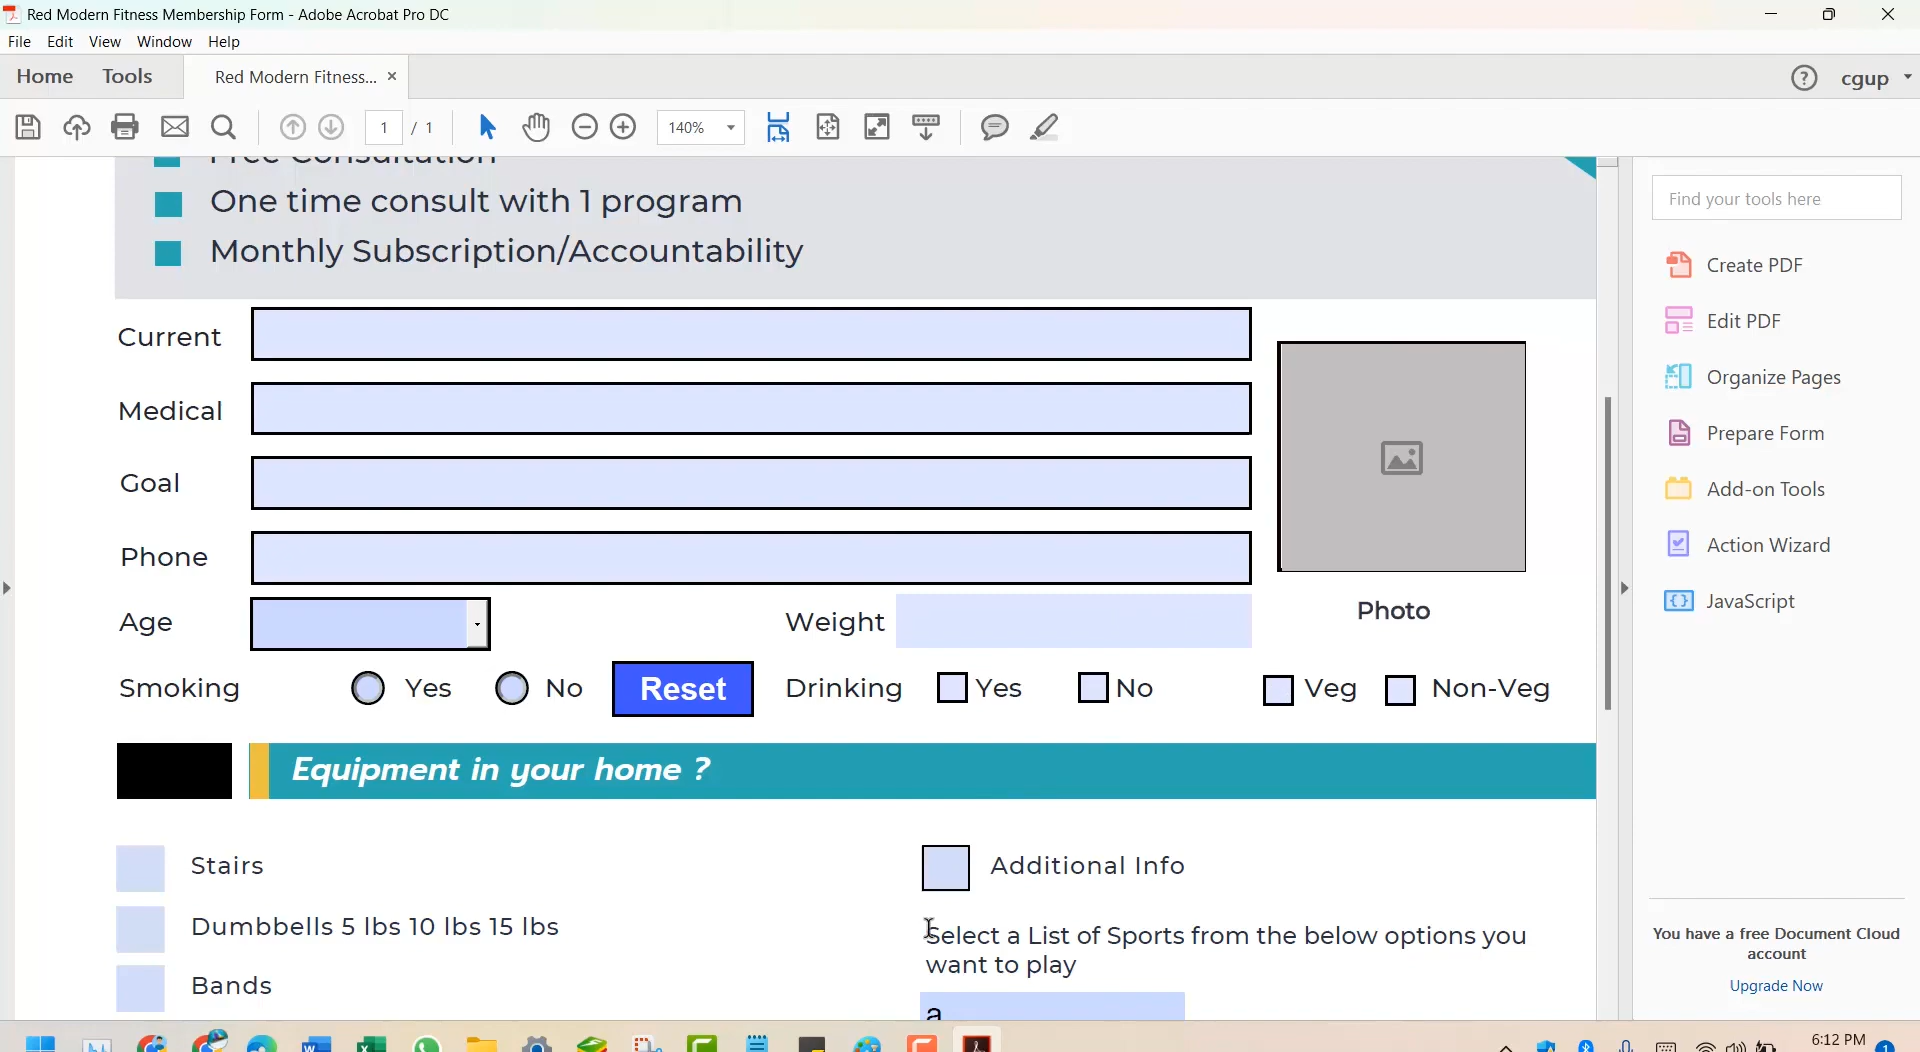 Red Modern Fitness Membership Form - Adobe Acrobat Pro DC
File Edit View Window Help
Home Tools Red Modern Fitness... cgup
1 / 1 140%
Free Consultation
One time consult with 1 program
Monthly Subscription/Accountability
Current
Medical
Goal
Phone
Age Weight
Photo
Smoking Yes No Reset Drinking Yes No Veg Non-Veg
Equipment in your home ?
Stairs
Dumbbells 5 lbs 10 lbs 15 lbs
Bands
Additional Info
Select a List of Sports from the below options you
want to play
a
Find your tools here
Create PDF
Edit PDF
Organize Pages
Prepare Form
Add-on Tools
Action Wizard
JavaScript
You have a free Document Cloud
account
Upgrade Now
6:12 PM
1